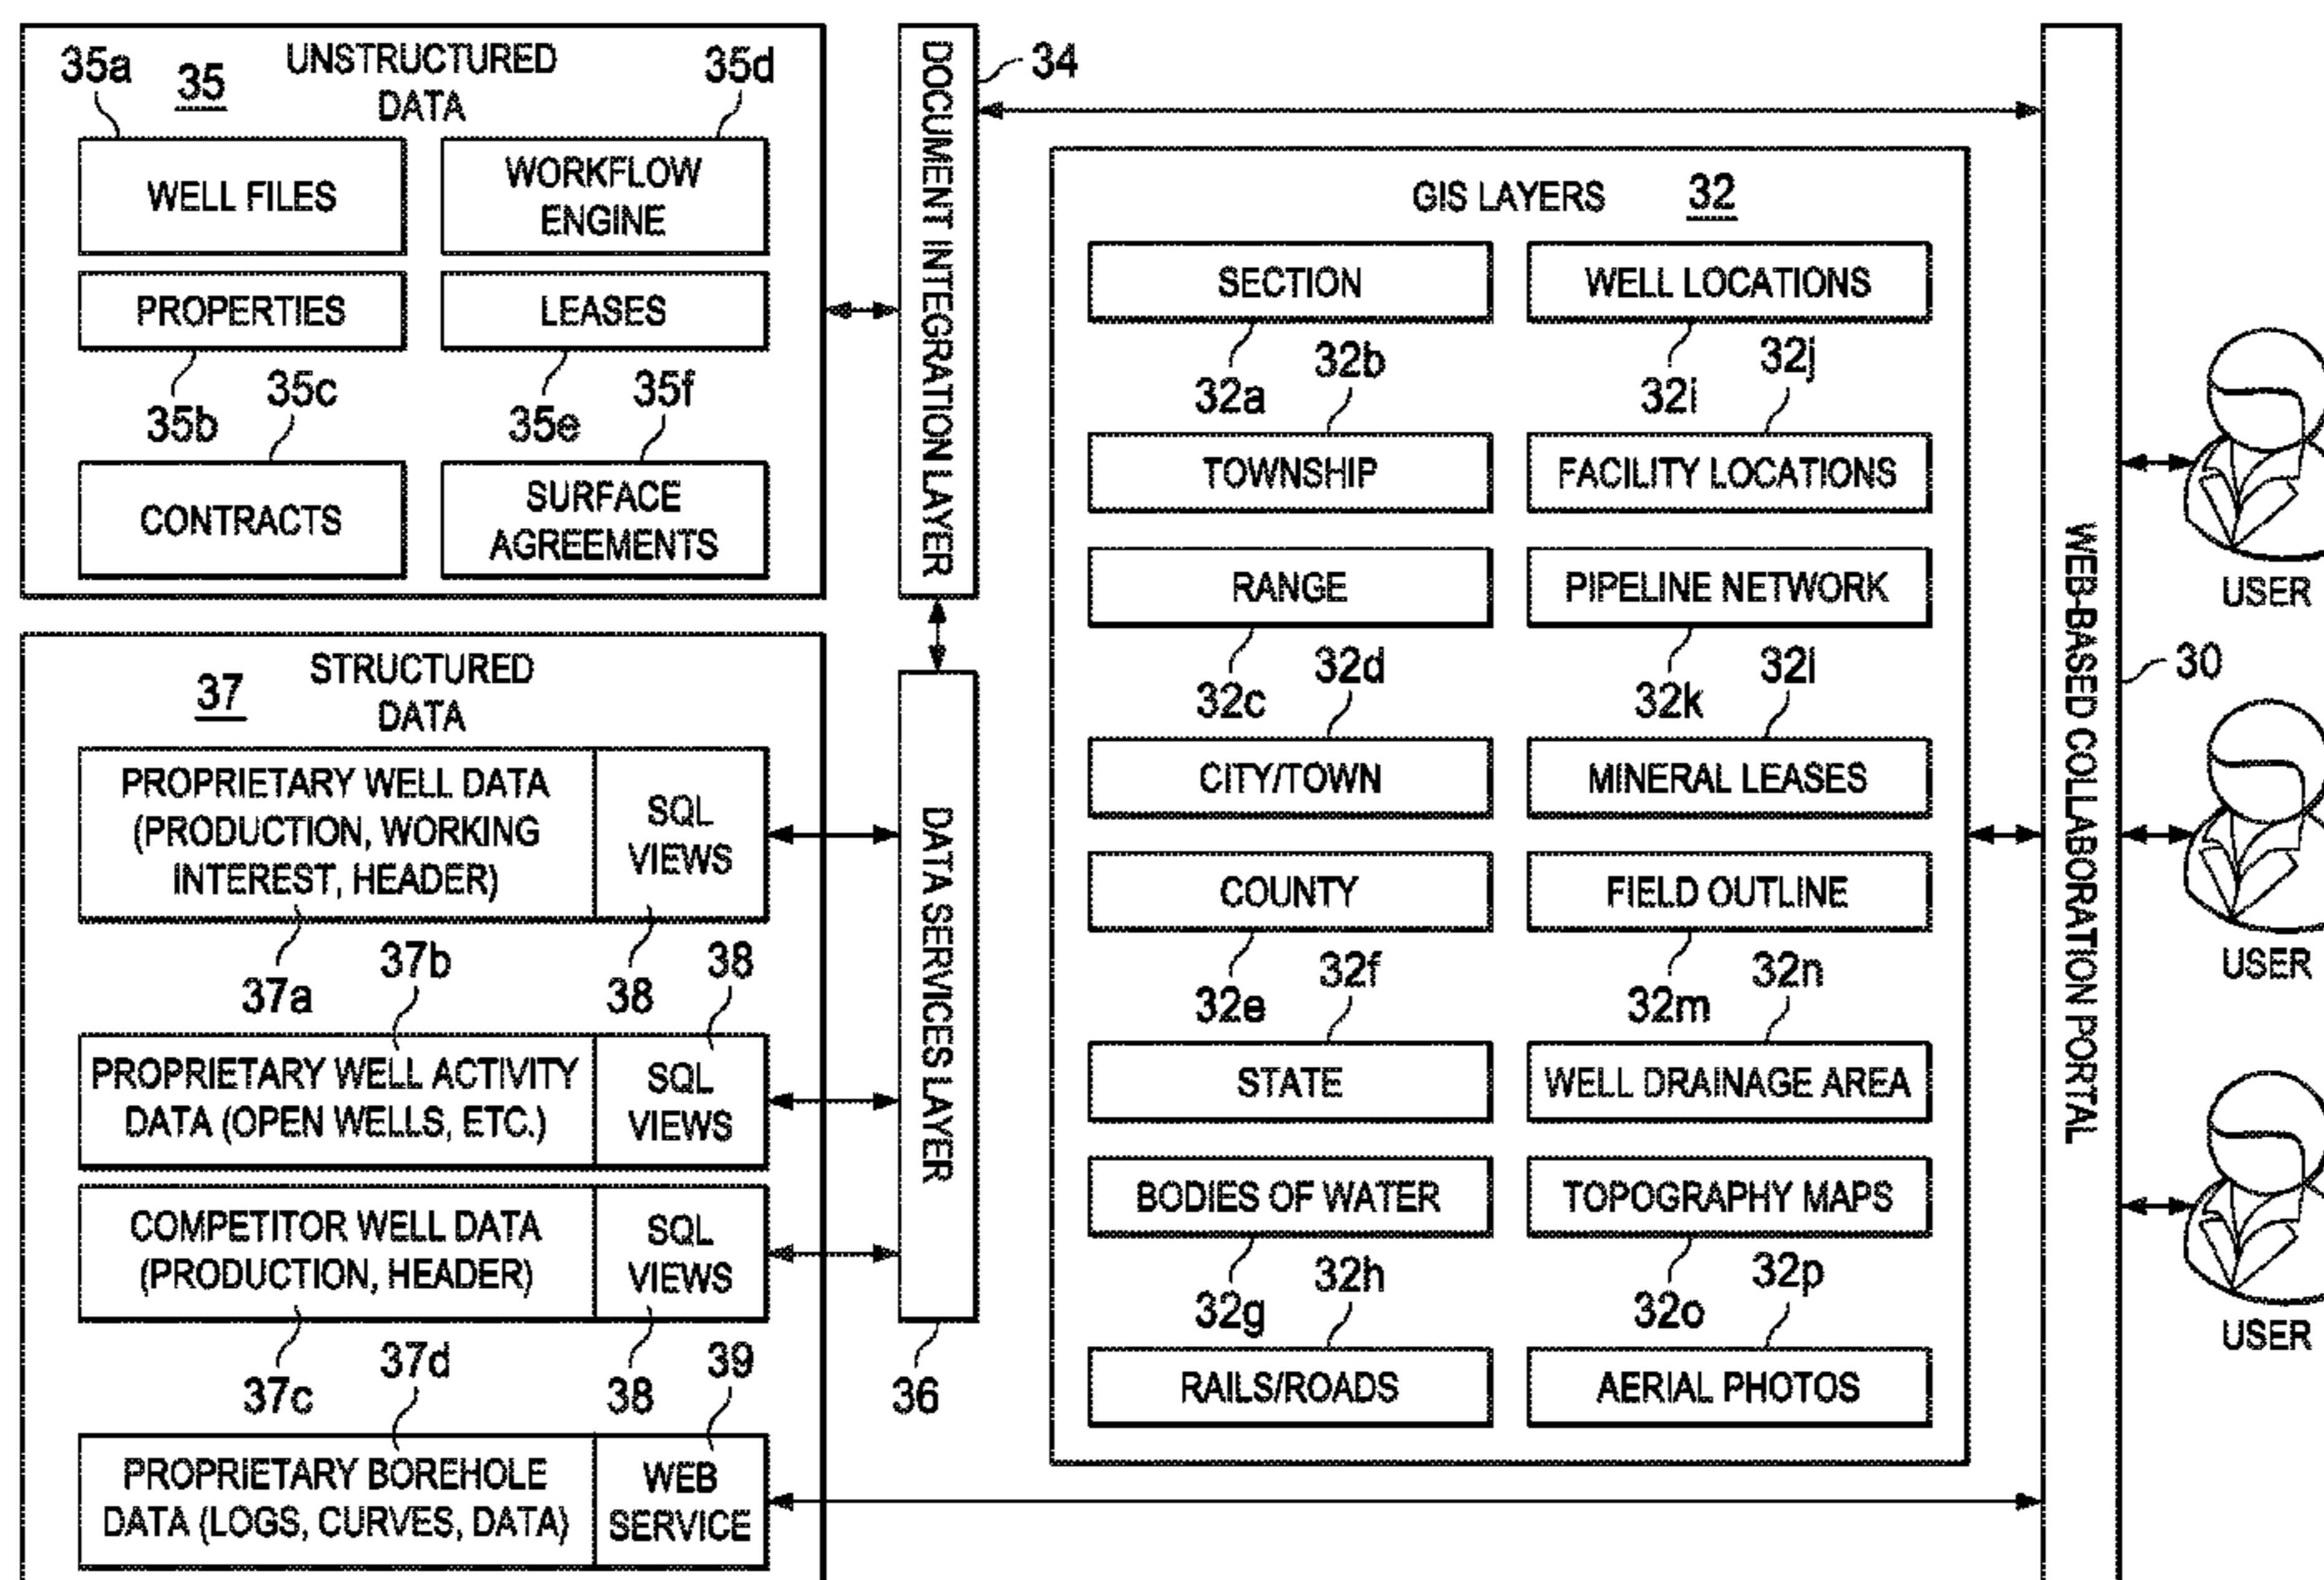 UNSTRUCTURED
DATA
35a
35
35d
WELL FILES
WORKFLOW
ENGINE
PROPERTIES
LEASES
35b
35c
35e
35f
CONTRACTS
SURFACE
AGREEMENTS
DOCUMENT INTEGRATION LAYER
34
STRUCTURED
DATA
37
PROPRIETARY WELL DATA
(PRODUCTION, WORKING
INTEREST, HEADER)
SQL
VIEWS
37a
37b
38
38
PROPRIETARY WELL ACTIVITY
DATA (OPEN WELLS, ETC.)
SQL
VIEWS
COMPETITOR WELL DATA
(PRODUCTION, HEADER)
SQL
VIEWS
37c
37d
38
39
PROPRIETARY BOREHOLE
DATA (LOGS, CURVES, DATA)
WEB
SERVICE
DATA SERVICES LAYER
36
GIS LAYERS 32
SECTION
WELL LOCATIONS
32a
32b
32i
32j
TOWNSHIP
FACILITY LOCATIONS
RANGE
PIPELINE NETWORK
32c
32d
32k
32l
CITY/TOWN
MINERAL LEASES
COUNTY
FIELD OUTLINE
32e
32f
32m
32n
STATE
WELL DRAINAGE AREA
BODIES OF WATER
TOPOGRAPHY MAPS
32g
32h
32o
32p
RAILS/ROADS
AERIAL PHOTOS
WEB-BASED COLLABORATION PORTAL
30
USER
USER
USER